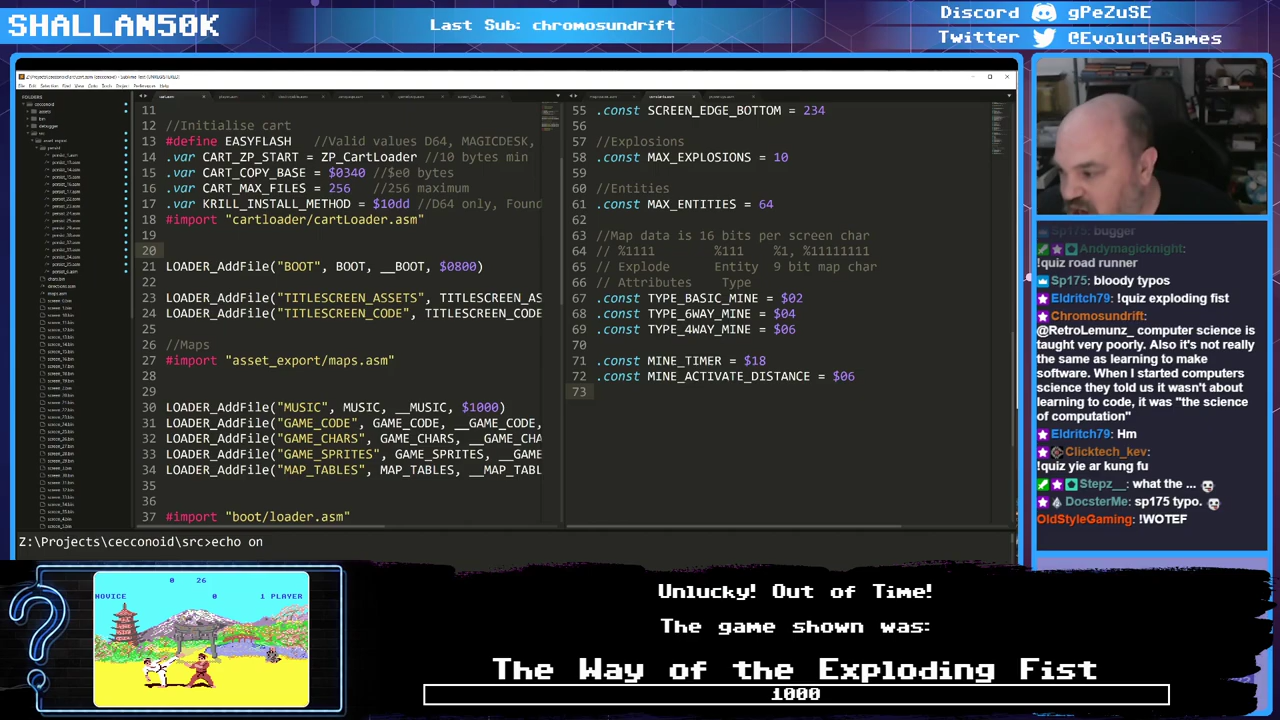 SHALLAN50K
Last Sub: chromosundrift
Discord gPeZuSE
Twitter @EvoluteGames
FOLDERS
cecconoid
11
12 //Initialise cart
13 #define EASYFLASH //Valid values D64, MAGICDESK,
14 .var CART_ZP_START = ZP_CartLoader //10 bytes min
15 .var CART_COPY_BASE = $0340 //$e0 bytes
16 .var CART_MAX_FILES = 256 //256 maximum
17 .var KRILL_INSTALL_METHOD = $10dd //D64 only, Found
18 #import "cartloader/cartLoader.asm"
19
20
21 LOADER_AddFile("BOOT", BOOT, __BOOT, $0800)
22
23 LOADER_AddFile("TITLESCREEN_ASSETS", TITLESCREEN_AS
24 LOADER_AddFile("TITLESCREEN_CODE", TITLESCREEN_CODE
25
26 //Maps
27 #import "asset_export/maps.asm"
28
29
30 LOADER_AddFile("MUSIC", MUSIC, __MUSIC, $1000)
31 LOADER_AddFile("GAME_CODE", GAME_CODE, __GAME_CODE,
32 LOADER_AddFile("GAME_CHARS", GAME_CHARS, __GAME_CHA
33 LOADER_AddFile("GAME_SPRITES", GAME_SPRITES, __GAME
34 LOADER_AddFile("MAP_TABLES", MAP_TABLES, __MAP_TABL
35
36
37 #import "boot/loader.asm"
55 .const SCREEN_EDGE_BOTTOM = 234
56
57 //Explosions
58 .const MAX_EXPLOSIONS = 10
59
60 //Entities
61 .const MAX_ENTITIES = 64
62
63 //Map data is 16 bits per screen char
64 // %1111 %111 %1, %11111111
65 // Explode Entity 9 bit map char
66 // Attributes Type
67 .const TYPE_BASIC_MINE = $02
68 .const TYPE_6WAY_MINE = $04
69 .const TYPE_4WAY_MINE = $06
70
71 .const MINE_TIMER = $18
72 .const MINE_ACTIVATE_DISTANCE = $06
73
Z:\Projects\cecconoid\src>echo on
Sp175: bugger
Andymagicknight:
!quiz road runner
Sp175: bloody typos
Eldritch79: !quiz exploding fist
Chromosundrift:
@RetroLemunz_ computer science is
taught very poorly. Also it's not really
the same as learning to make
software. When I started computers
science they told us it wasn't about
learning to code, it was "the science
of computation"
Eldritch79: Hm
Clicktech_kev:
!quiz yie ar kung fu
Stepz__: what the ...
DocsterMe: sp175 typo.
OldStyleGaming: !WOTEF
0 26
NOVICE 0 1 PLAYER
Unlucky! Out of Time!
The game shown was:
The Way of the Exploding Fist
1000